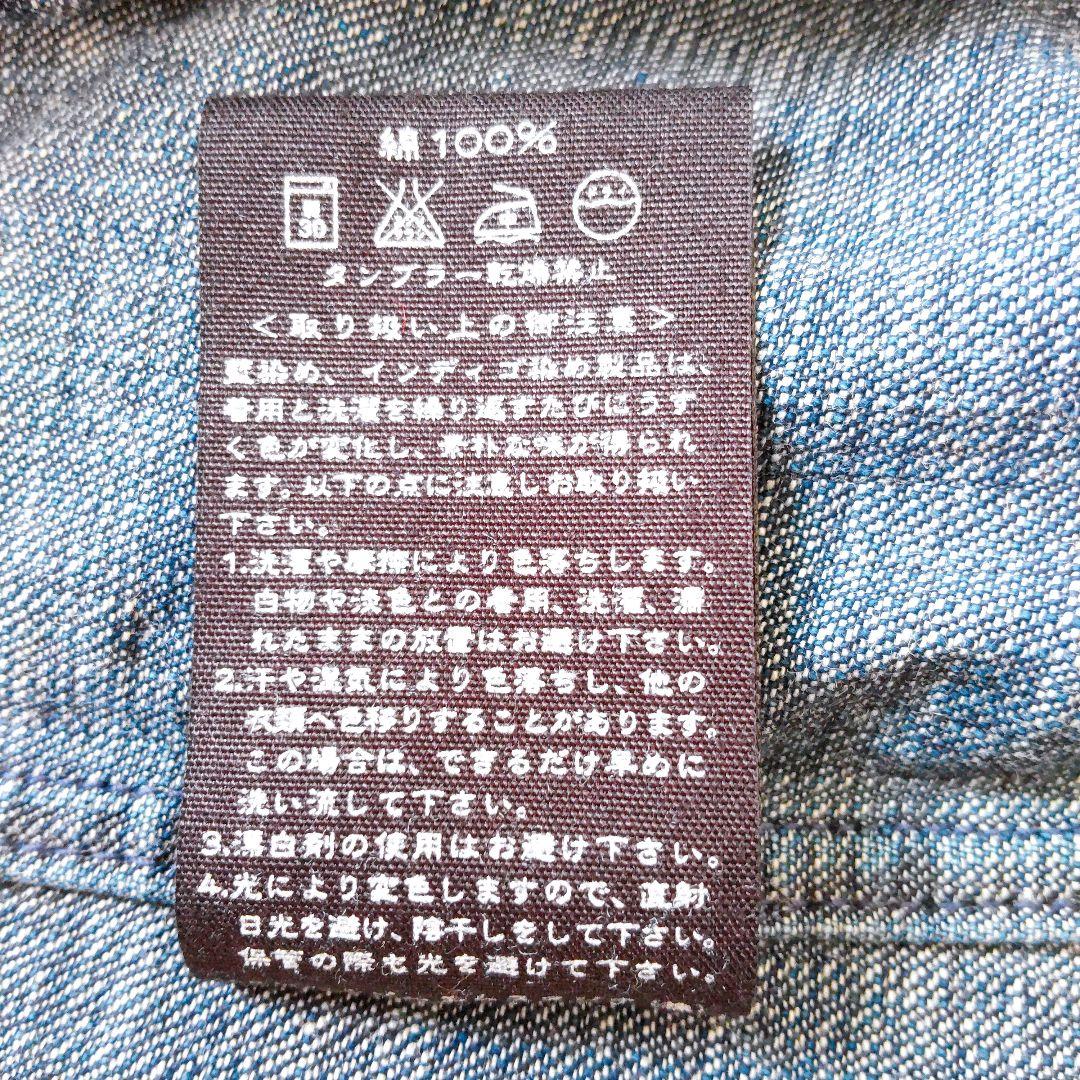 綿100%
弱
30
中
タンブラー乾燥禁止
<取り扱い上の御注意>
藍染め、インディゴ染め製品は、
着用と洗濯を繰り返すたびにうす
く色が変化し、素朴な味が得られ
ます。以下の点に注意しお取り扱い
下さい。
1.洗濯や摩擦により色落ちします。
白物や淡色との着用、洗濯、濡
れたままの放置はお避け下さい。
2.汗や湿気により色落ちし、他の
衣類へ色移りすることがあります。
この場合は、できるだけ早めに
洗い流して下さい。
3.漂白剤の使用はお避け下さい。
4.光により変色しますので、直射
日光を避け、陰干しをして下さい。
保管の際も光を避けて下さい。